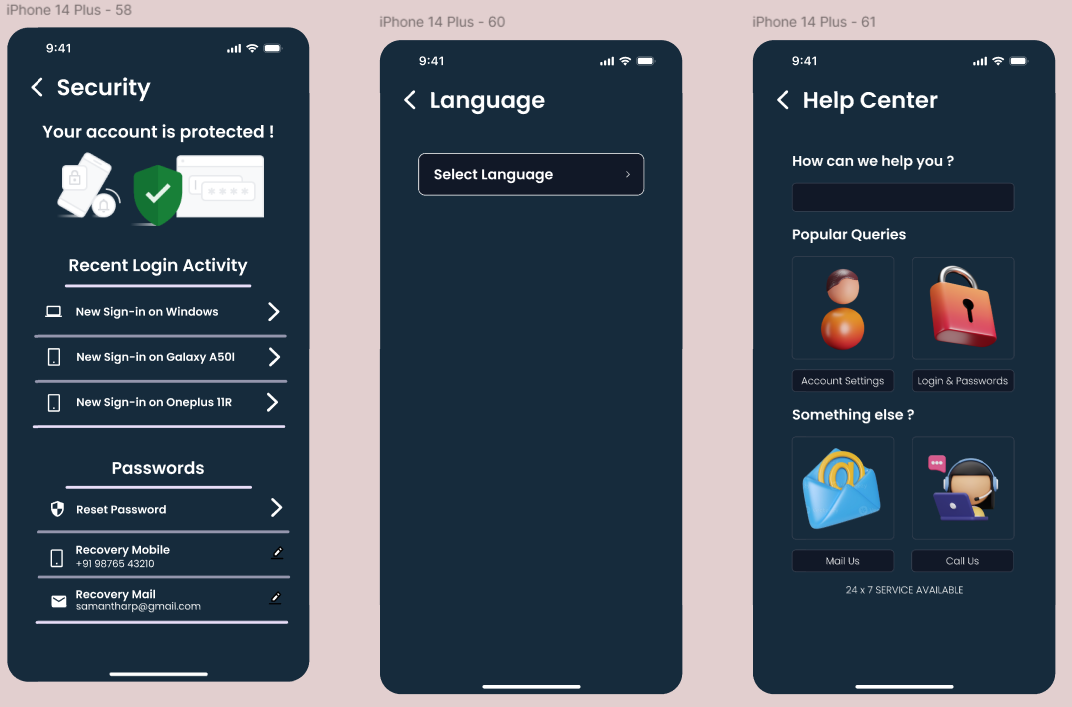 iPhone 14 Plus - 58
9:41
Security
Your account is protected !
Recent Login Activity
New Sign-in on Windows
New Sign-in on Galaxy A50I
New Sign-in on Oneplus 11R
Passwords
Reset Password
Recovery Mobile
+91 98765 43210
Recovery Mail
samantharp@gmail.com
iPhone 14 Plus - 60
9:41
Language
Select Language
iPhone 14 Plus - 61
9:41
Help Center
How can we help you ?
Popular Queries
Account Settings
Login & Passwords
Something else ?
@
Mail Us
Call Us
24 x 7 SERVICE AVAILABLE